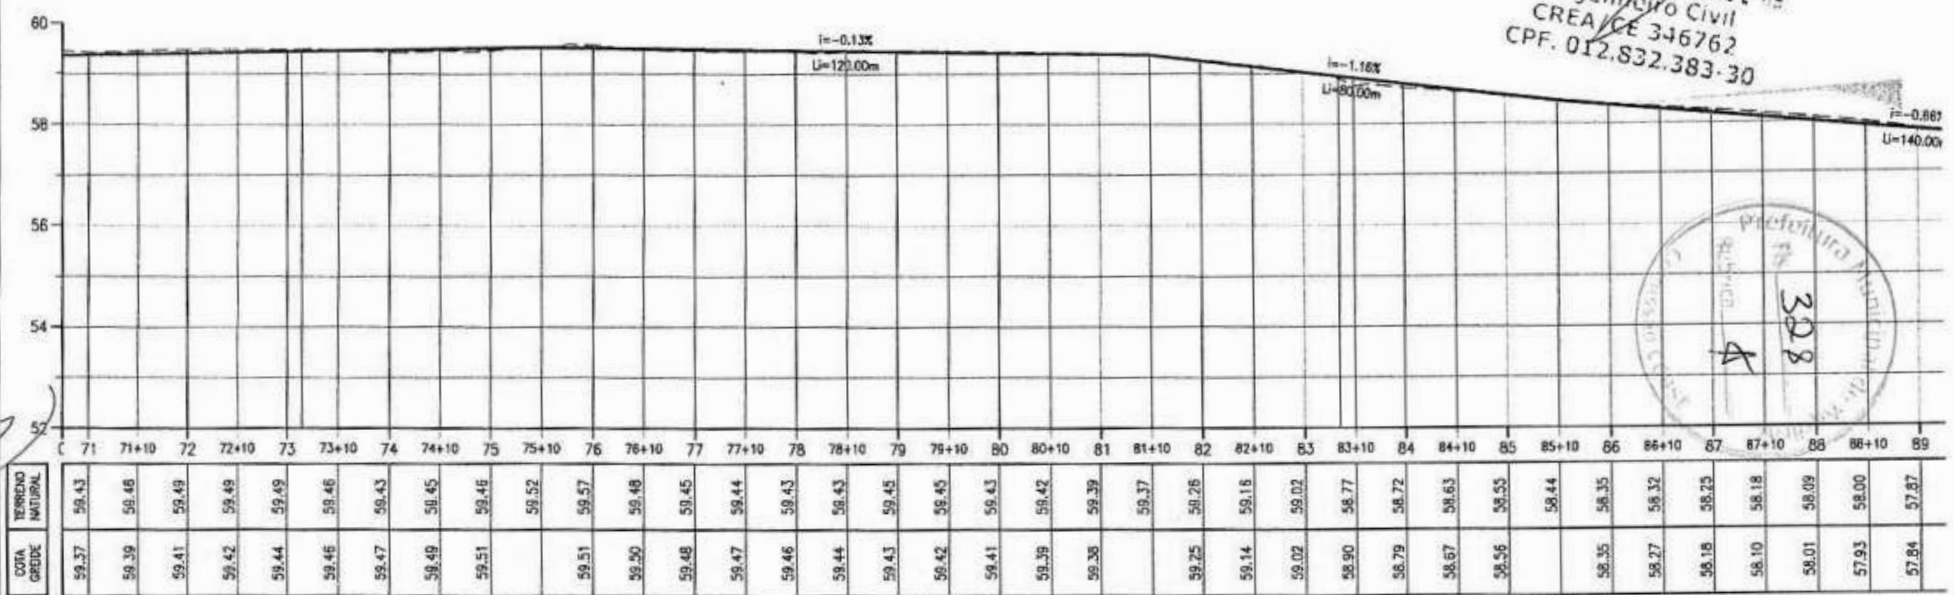 60
58
56
54
52
i=-0.13%
Li=120.00m
i=-1.16%
Li=80.00m
Li=140.00
Civil
CREA/CE 346762
CPF. 012.832.383-30
Prefeitura Municipal de
Rubrica
328
71 71+10 72 72+10 73 73+10 74 74+10 75 75+10 76 76+10 77 77+10 78 78+10 79 79+10 80 80+10 81 81+10 82 82+10 83 83+10 84 84+10 85 85+10 86 86+10 87 87+10 88 88+10 89
TERRENO
NATURAL
59.43 59.48 59.49 59.49 59.49 59.46 59.43 59.45 59.46 59.52 59.57 59.48 59.45 59.44 59.43 59.43 59.45 59.45 59.43 59.42 59.39 59.37 59.26 59.16 59.02 58.77 58.72 58.63 58.55 58.44 58.35 58.32 58.25 58.18 58.09 58.00 57.87
COTA
GREIDE
59.37 59.39 59.41 59.42 59.44 59.46 59.47 59.49 59.51 59.51 59.50 59.48 59.47 59.46 59.44 59.43 59.42 59.41 59.39 59.38 59.25 59.14 59.02 58.90 58.79 58.67 58.56 58.35 58.27 58.18 58.10 58.01 57.93 57.84